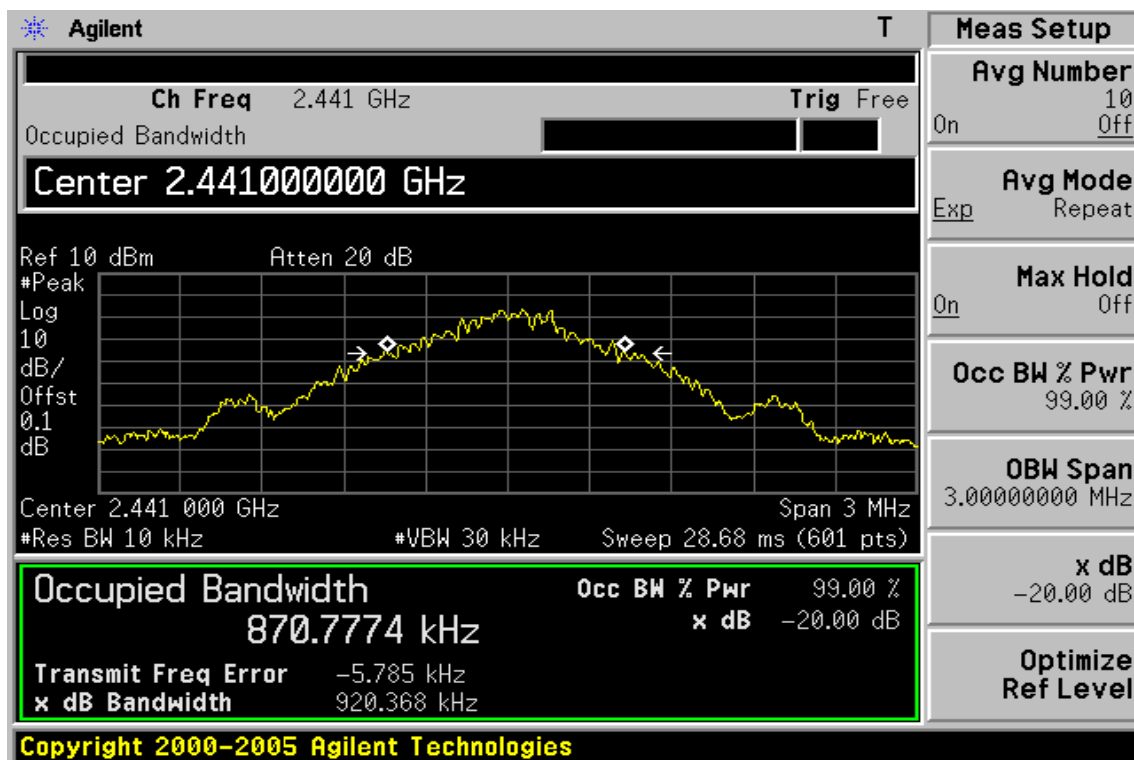 Agilent T
Ch Freq 2.441 GHz Trig Free
Occupied Bandwidth
Center 2.441000000 GHz
Ref 10 dBm Atten 20 dB
#Peak
Log
10
dB/
Offst
0.1
dB
Center 2.441 000 GHz Span 3 MHz
#Res BW 10 kHz #VBW 30 kHz Sweep 28.68 ms (601 pts)
Occupied Bandwidth
870.7774 kHz
Occ BW % Pwr 99.00 %
x dB -20.00 dB
Transmit Freq Error -5.785 kHz
x dB Bandwidth 920.368 kHz
Meas Setup
Avg Number
10
On Off
Avg Mode
Exp Repeat
Max Hold
On Off
Occ BW % Pwr
99.00 %
OBW Span
3.00000000 MHz
x dB
-20.00 dB
Optimize
Ref Level
Copyright 2000-2005 Agilent Technologies